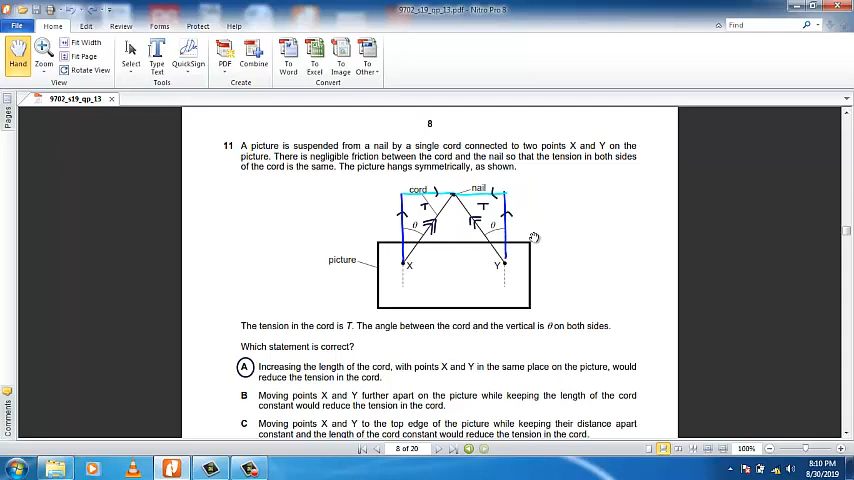 9702_s19_qp_13.pdf - Nitro Pro 8
File
Home
Edit
Review
Forms
Protect
Help
Find
Hand
Zoom
Fit Width
Fit Page
Rotate View
View
Select
Type Text
QuickSign
Tools
PDF
Combine
Create
To Word
To Excel
To Image
To Other
Convert
Pages
9702_s19_qp_13
8
11 A picture is suspended from a nail by a single cord connected to two points X and Y on the
picture. There is negligible friction between the cord and the nail so that the tension in both sides
of the cord is the same. The picture hangs symmetrically, as shown.
cord
nail
T
T
θ
θ
picture
X
Y
The tension in the cord is T. The angle between the cord and the vertical is θ on both sides.
Which statement is correct?
A Increasing the length of the cord, with points X and Y in the same place on the picture, would
reduce the tension in the cord.
B Moving points X and Y further apart on the picture while keeping the length of the cord
constant would reduce the tension in the cord.
C Moving points X and Y to the top edge of the picture while keeping their distance apart
constant and the length of the cord constant would reduce the tension in the cord.
Comments
8 of 20
100%
8:10 PM
8/30/2019